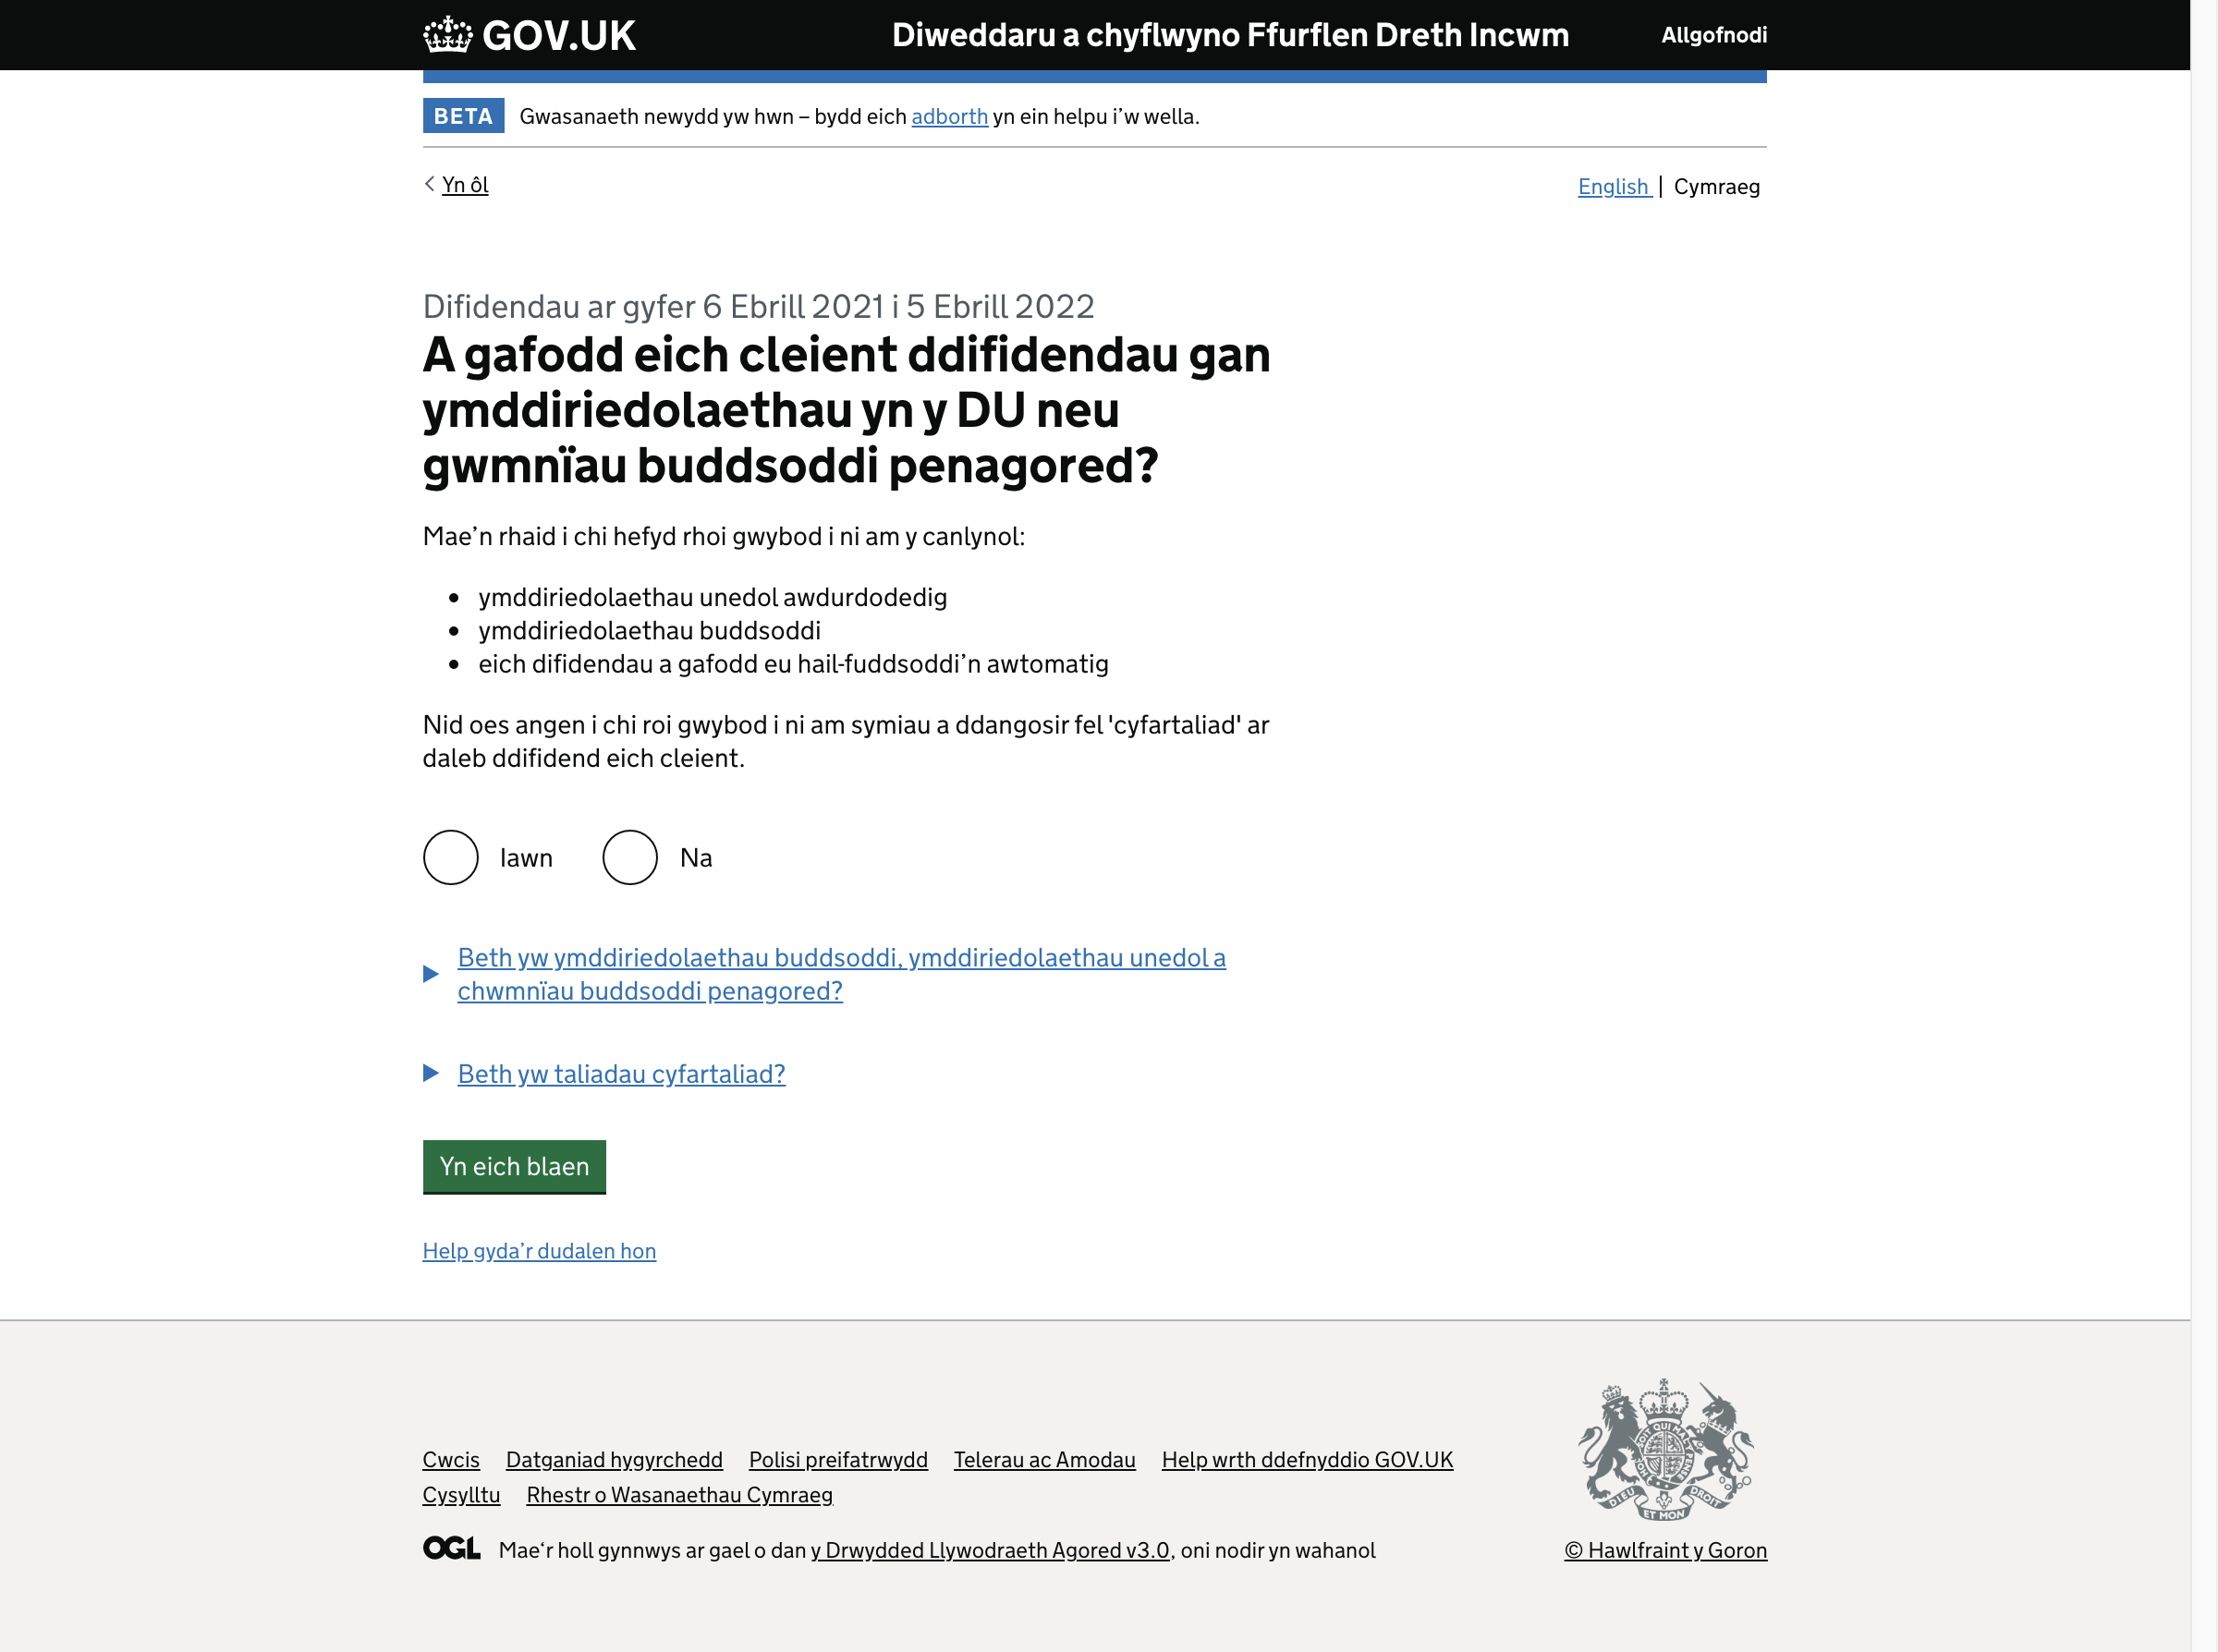 GOV.UK
Diweddaru a chyflwyno Ffurflen Dreth Incwm
Allgofnodi
BETA
Gwasanaeth newydd yw hwn – bydd eich adborth yn ein helpu i’w wella.
Yn ôl
English | Cymraeg
Difidendau ar gyfer 6 Ebrill 2021 i 5 Ebrill 2022
A gafodd eich cleient ddifidendau gan
ymddiriedolaethau yn y DU neu
gwmnïau buddsoddi penagored?
Mae’n rhaid i chi hefyd rhoi gwybod i ni am y canlynol:
• ymddiriedolaethau unedol awdurdodedig
• ymddiriedolaethau buddsoddi
• eich difidendau a gafodd eu hail-fuddsoddi’n awtomatig
Nid oes angen i chi roi gwybod i ni am symiau a ddangosir fel 'cyfartaliad' ar
daleb ddifidend eich cleient.
Iawn
Na
Beth yw ymddiriedolaethau buddsoddi, ymddiriedolaethau unedol a
chwmnïau buddsoddi penagored?
Beth yw taliadau cyfartaliad?
Yn eich blaen
Help gyda’r dudalen hon
Cwcis Datganiad hygyrchedd Polisi preifatrwydd Telerau ac Amodau Help wrth ddefnyddio GOV.UK
Cysylltu Rhestr o Wasanaethau Cymraeg
OGL Mae‘r holl gynnwys ar gael o dan y Drwydded Llywodraeth Agored v3.0, oni nodir yn wahanol
DIEU ET MON DROIT
© Hawlfraint y Goron